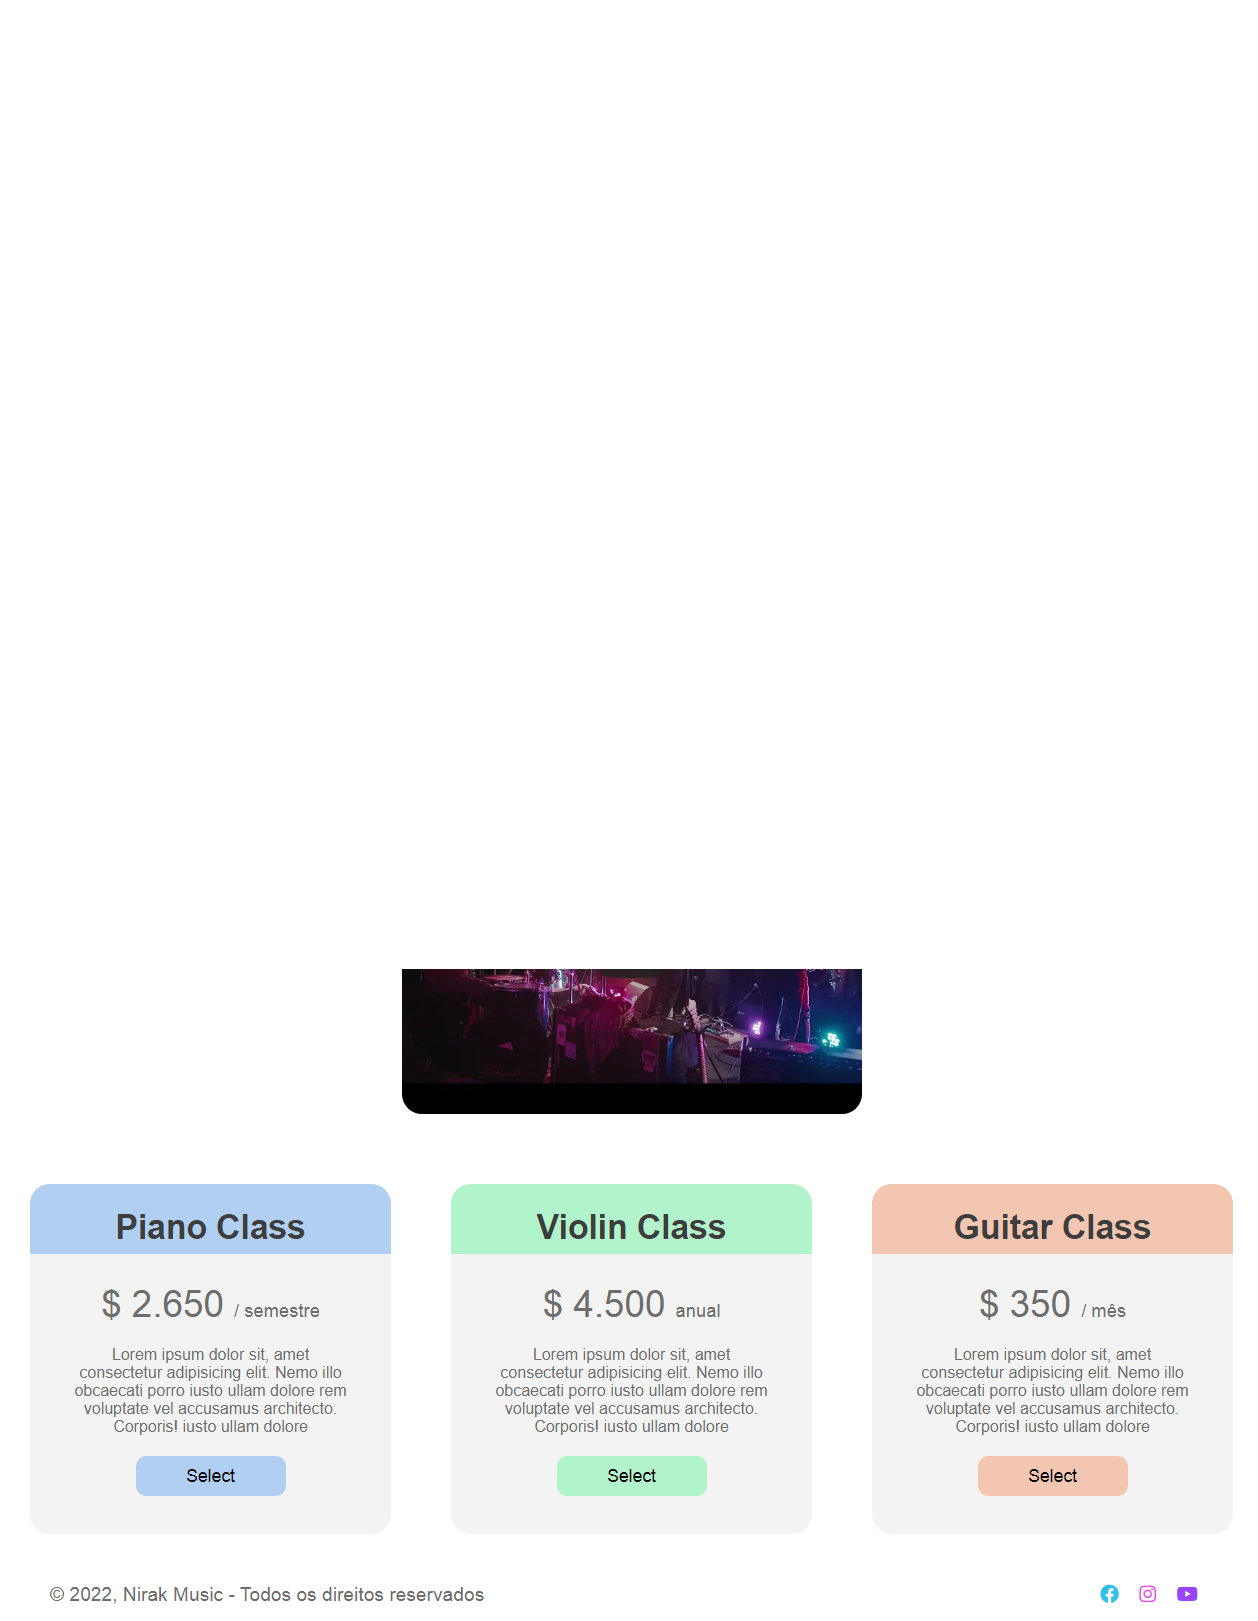 Piano Class
$ 2.650 / semestre
Lorem ipsum dolor sit, amet
consectetur adipisicing elit. Nemo illo
obcaecati porro iusto ullam dolore rem
voluptate vel accusamus architecto.
Corporis! iusto ullam dolore
Select
Violin Class
$ 4.500 anual
Lorem ipsum dolor sit, amet
consectetur adipisicing elit. Nemo illo
obcaecati porro iusto ullam dolore rem
voluptate vel accusamus architecto.
Corporis! iusto ullam dolore
Select
Guitar Class
$ 350 / mês
Lorem ipsum dolor sit, amet
consectetur adipisicing elit. Nemo illo
obcaecati porro iusto ullam dolore rem
voluptate vel accusamus architecto.
Corporis! iusto ullam dolore
Select
© 2022, Nirak Music - Todos os direitos reservados